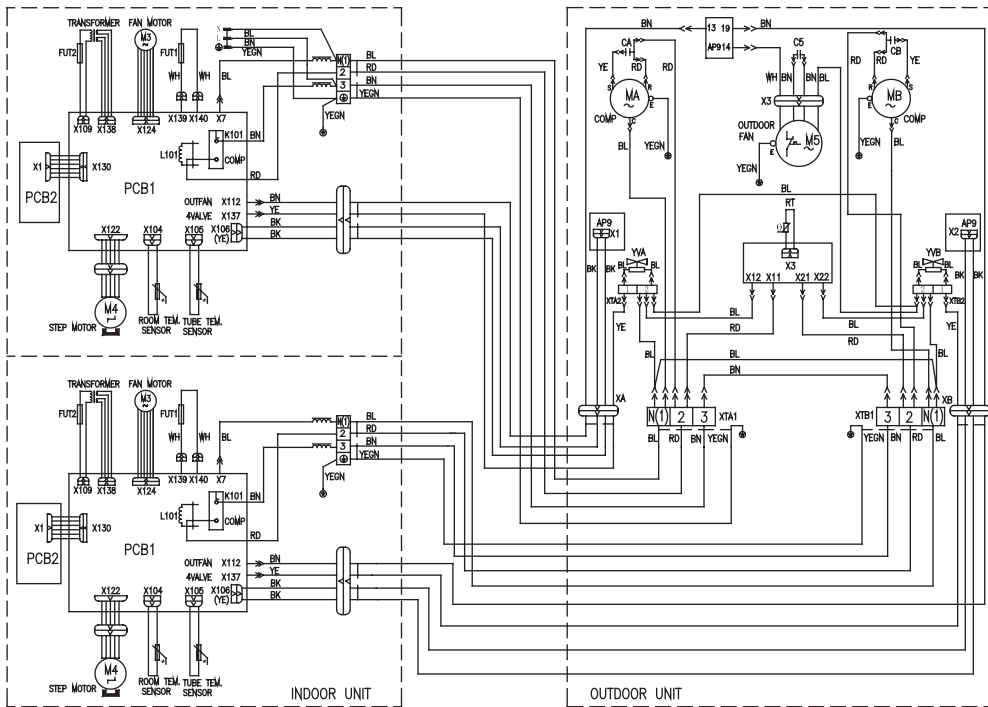 TRANSFORMER FAN MOTOR
M3
FUT2
FUT1
N
L
BL
BN
YEGN
WH WH BL
N(1)
2
3
BL
RD
BN
YEGN
YEGN
X109 X138 X124 X139 X140 X7
K101
BN
L101
COMP
RD
X1
X130
PCB2
PCB1
OUTFAN X112
4VALVE X137
X106
(YE)
BN
YE
BK
BK
X122 X104 X105
M4
STEP MOTOR
ROOM TEM.
SENSOR
TUBE TEM.
SENSOR
TRANSFORMER FAN MOTOR
M3
FUT2
FUT1
WH WH BL
N(1)
2
3
BL
RD
BN
YEGN
YEGN
X109 X138 X124 X139 X140 X7
K101
BN
L101
COMP
RD
X1
X130
PCB2
PCB1
OUTFAN X112
4VALVE X137
X106
(YE)
BN
YE
BK
BK
X122 X104 X105
M4
STEP MOTOR
ROOM TEM.
SENSOR
TUBE TEM.
SENSOR
INDOOR UNIT
BN
13 19
AP914
BN
CA
YE RD RD
S R
MA
E
COMP
C
BL
YEGN
C5
WH BN BN BL
X3
OUTDOOR
FAN
M5
E
YEGN
CB
RD RD YE
R S
MB
E
COMP
C
YEGN
BL
BL
RT
θ
X3
X12 X11 X21 X22
AP9
X1
BK BK
YVA
BL BL
XTA2
YE
AP9
X2
BK BK
YVB
BL BL
XTB2
YE
BL
RD
BL
RD
BL
BL
BL
BN
XA
N(1) 2 3
XTA1
BL RD BN YEGN
XTB1
3 2 N(1)
XB
YEGN BN RD BL
OUTDOOR UNIT